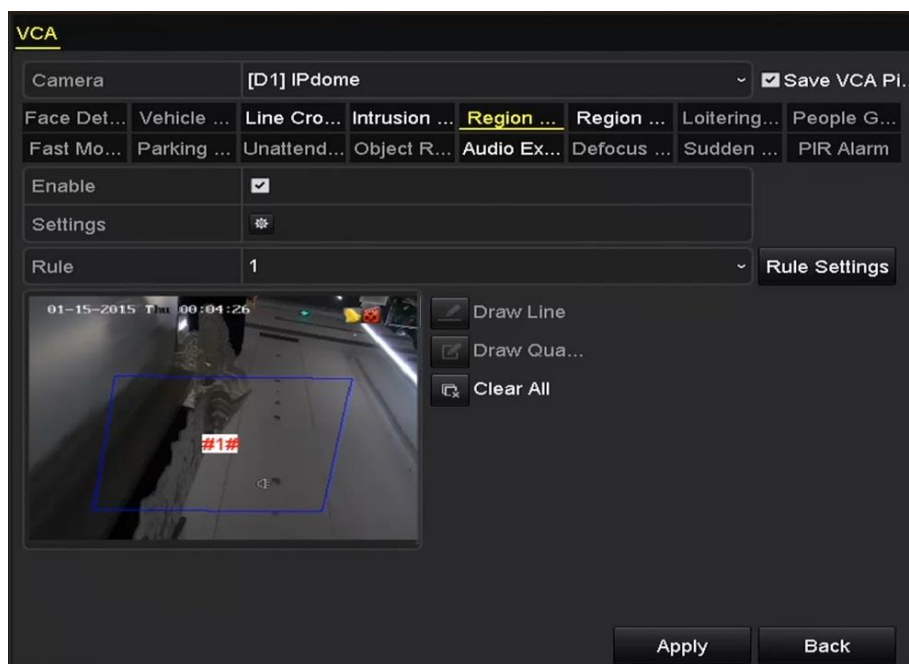 VCA
Camera [D1] IPdome Save VCA Pi.
Face Det... Vehicle ... Line Cro... Intrusion ... Region ... Region ... Loitering... People G...
Fast Mo... Parking ... Unattend... Object R... Audio Ex... Defocus ... Sudden ... PIR Alarm
Enable
Settings
Rule 1 Rule Settings
01-15-2015 Thu 00:04:26
Draw Line
Draw Qua...
Clear All
#1#
Apply Back